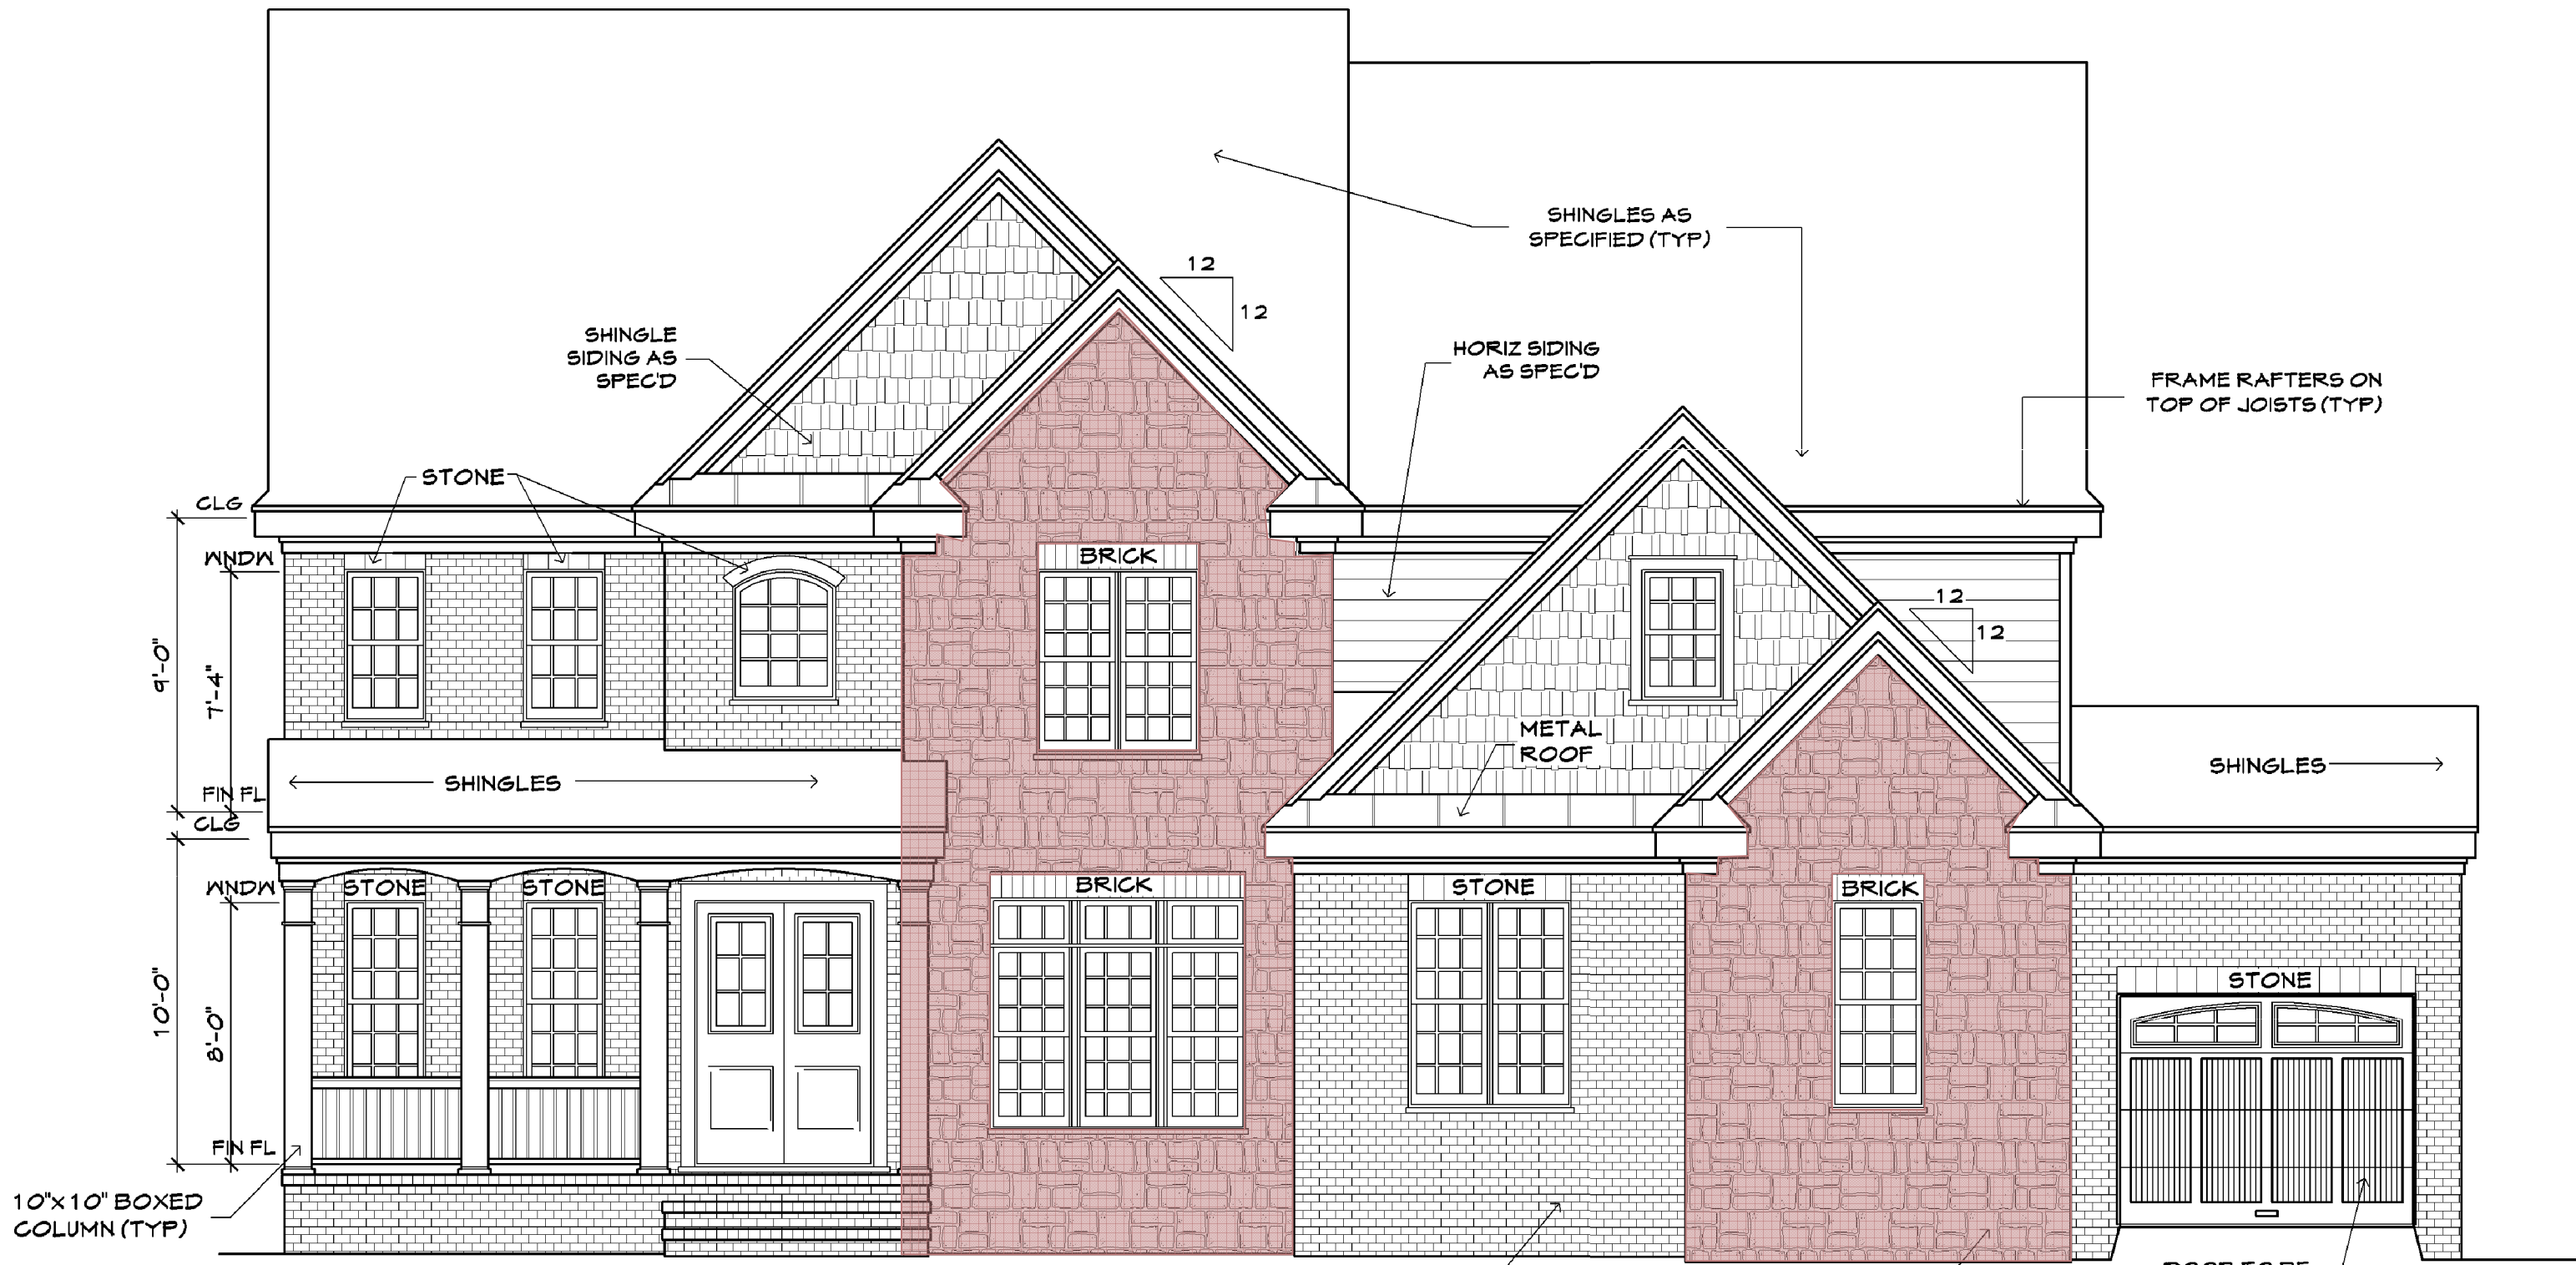 12
12
SHINGLES AS
SPECIFIED (TYP)
SHINGLE
SIDING AS
SPEC'D
HORIZ SIDING
AS SPEC'D
FRAME RAFTERS ON
TOP OF JOISTS (TYP)
STONE
CLG
WNDW
BRICK
12
12
9'-0"
7'-4"
METAL
ROOF
SHINGLES
SHINGLES
FIN FL
CLG
WNDW
STONE
STONE
BRICK
STONE
BRICK
STONE
10'-0"
8'-0"
FIN FL
10"x10" BOXED
COLUMN (TYP)